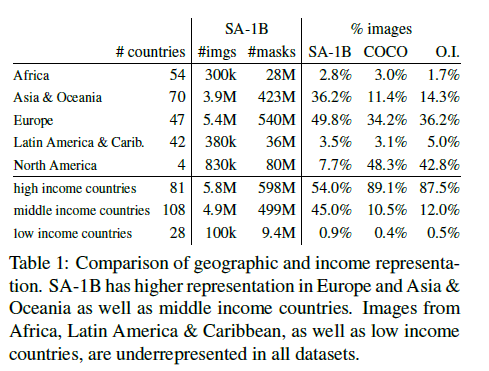 SA-1B % images
# countries #imgs #masks SA-1B COCO O.I.
Africa 54 300k 28M 2.8% 3.0% 1.7%
Asia & Oceania 70 3.9M 423M 36.2% 11.4% 14.3%
Europe 47 5.4M 540M 49.8% 34.2% 36.2%
Latin America & Carib. 42 380k 36M 3.5% 3.1% 5.0%
North America 4 830k 80M 7.7% 48.3% 42.8%
high income countries 81 5.8M 598M 54.0% 89.1% 87.5%
middle income countries 108 4.9M 499M 45.0% 10.5% 12.0%
low income countries 28 100k 9.4M 0.9% 0.4% 0.5%
Table 1: Comparison of geographic and income representa-
tion. SA-1B has higher representation in Europe and Asia &
Oceania as well as middle income countries. Images from
Africa, Latin America & Caribbean, as well as low income
countries, are underrepresented in all datasets.